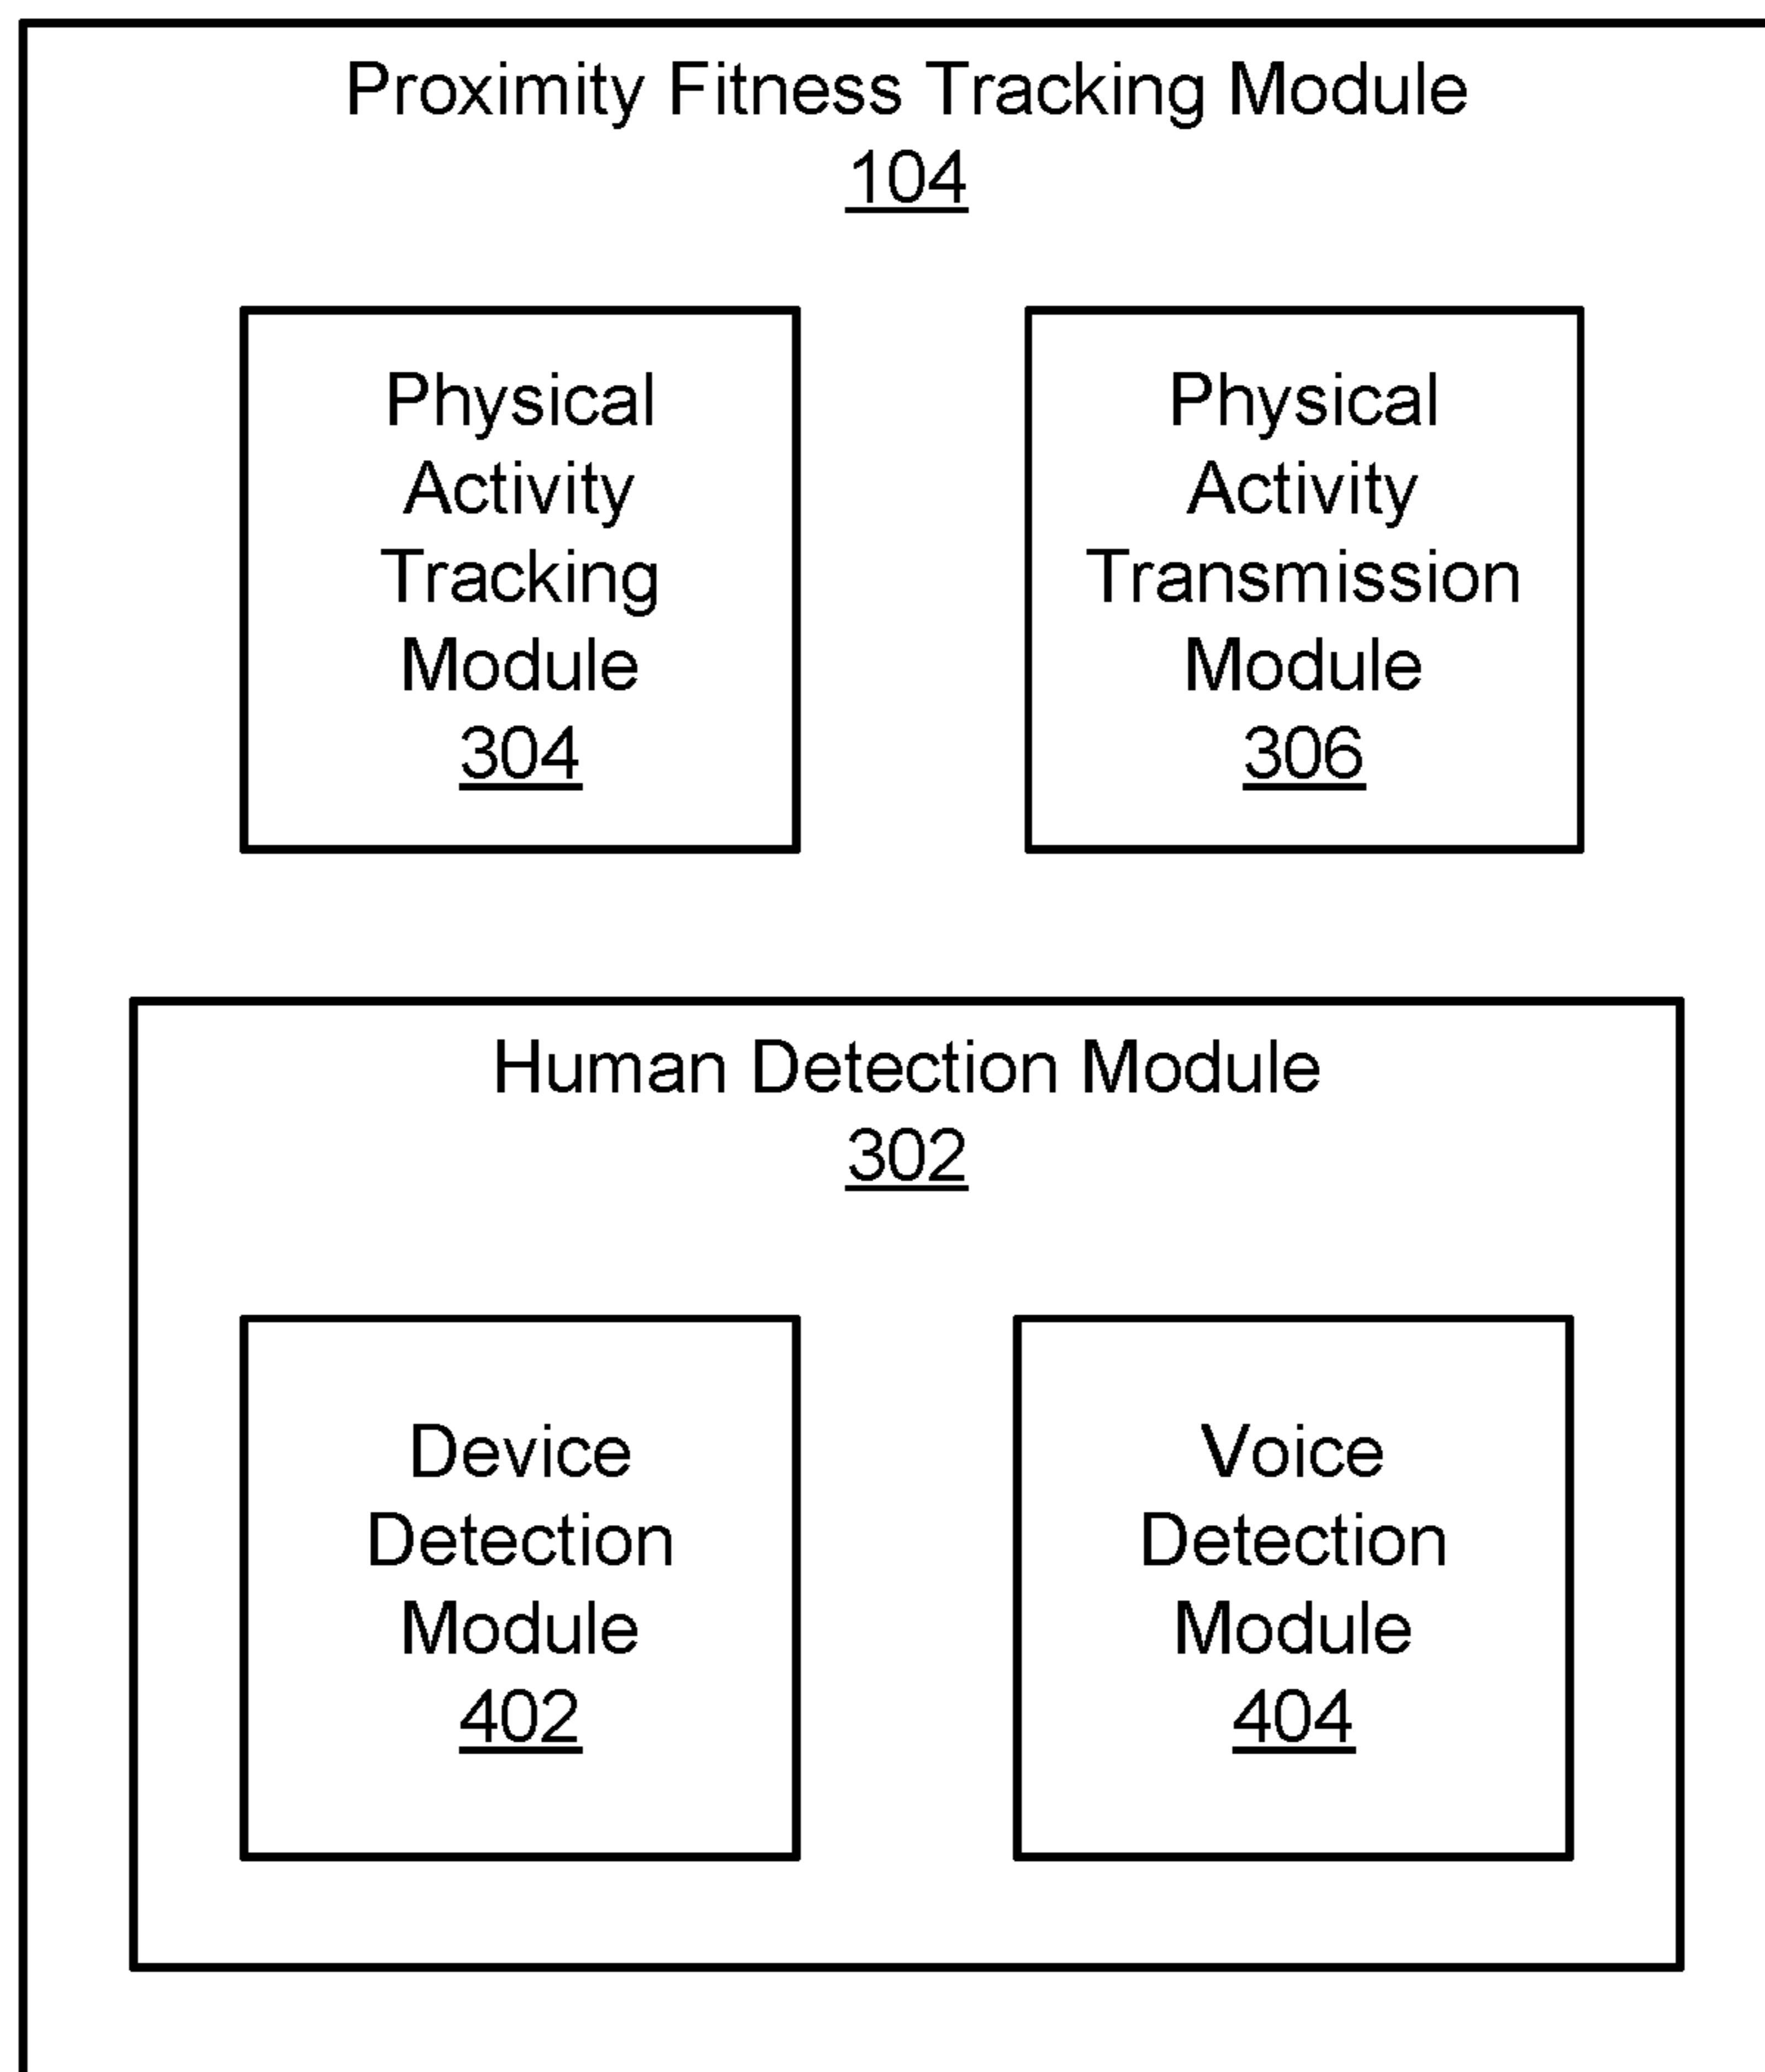 Proximity Fitness Tracking Module
104
Physical
Activity
Tracking
Module
304
Physical
Activity
Transmission
Module
306
Human Detection Module
302
Device
Detection
Module
402
Voice
Detection
Module
404